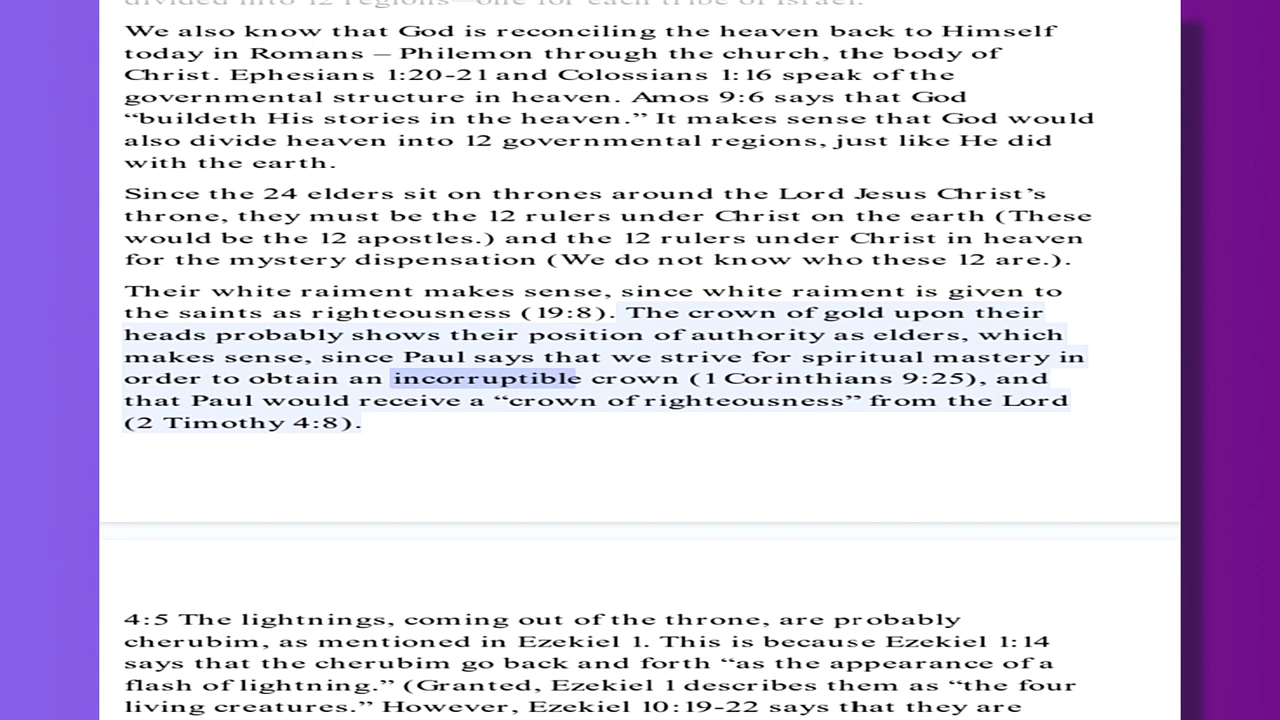 divided into 12 regions—one for each tribe of Israel.
We also know that God is reconciling the heaven back to Himself
today in Romans – Philemon through the church, the body of
Christ. Ephesians 1:20-21 and Colossians 1:16 speak of the
governmental structure in heaven. Amos 9:6 says that God
“buildeth His stories in the heaven.” It makes sense that God would
also divide heaven into 12 governmental regions, just like He did
with the earth.
Since the 24 elders sit on thrones around the Lord Jesus Christ’s
throne, they must be the 12 rulers under Christ on the earth (These
would be the 12 apostles.) and the 12 rulers under Christ in heaven
for the mystery dispensation (We do not know who these 12 are.).
Their white raiment makes sense, since white raiment is given to
the saints as righteousness (19:8). The crown of gold upon their
heads probably shows their position of authority as elders, which
makes sense, since Paul says that we strive for spiritual mastery in
order to obtain an incorruptible crown (1 Corinthians 9:25), and
that Paul would receive a “crown of righteousness” from the Lord
(2 Timothy 4:8).
4:5 The lightnings, coming out of the throne, are probably
cherubim, as mentioned in Ezekiel 1. This is because Ezekiel 1:14
says that the cherubim go back and forth “as the appearance of a
flash of lightning.” (Granted, Ezekiel 1 describes them as “the four
living creatures.” However, Ezekiel 10:19-22 says that they are